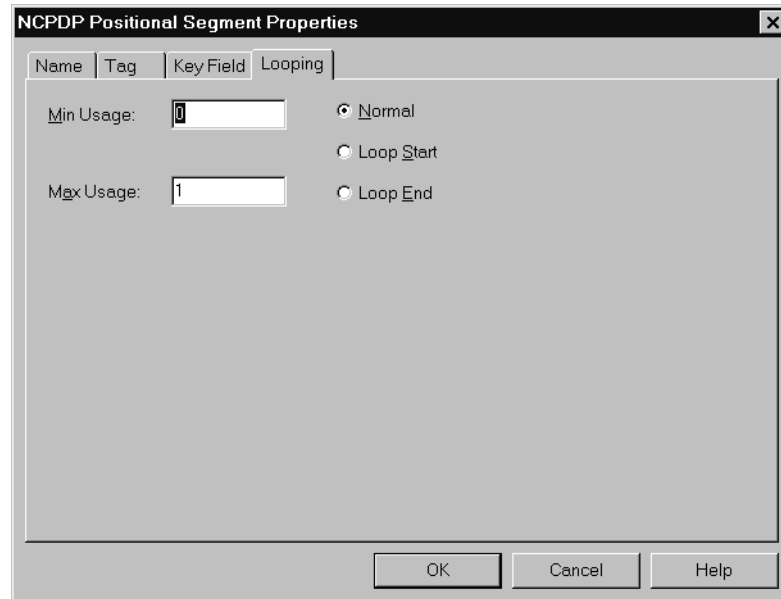 NCPDP Positional Segment Properties
Name Tag Key Field Looping
Min Usage: 0 Normal
Loop Start
Max Usage: 1 Loop End
OK Cancel Help